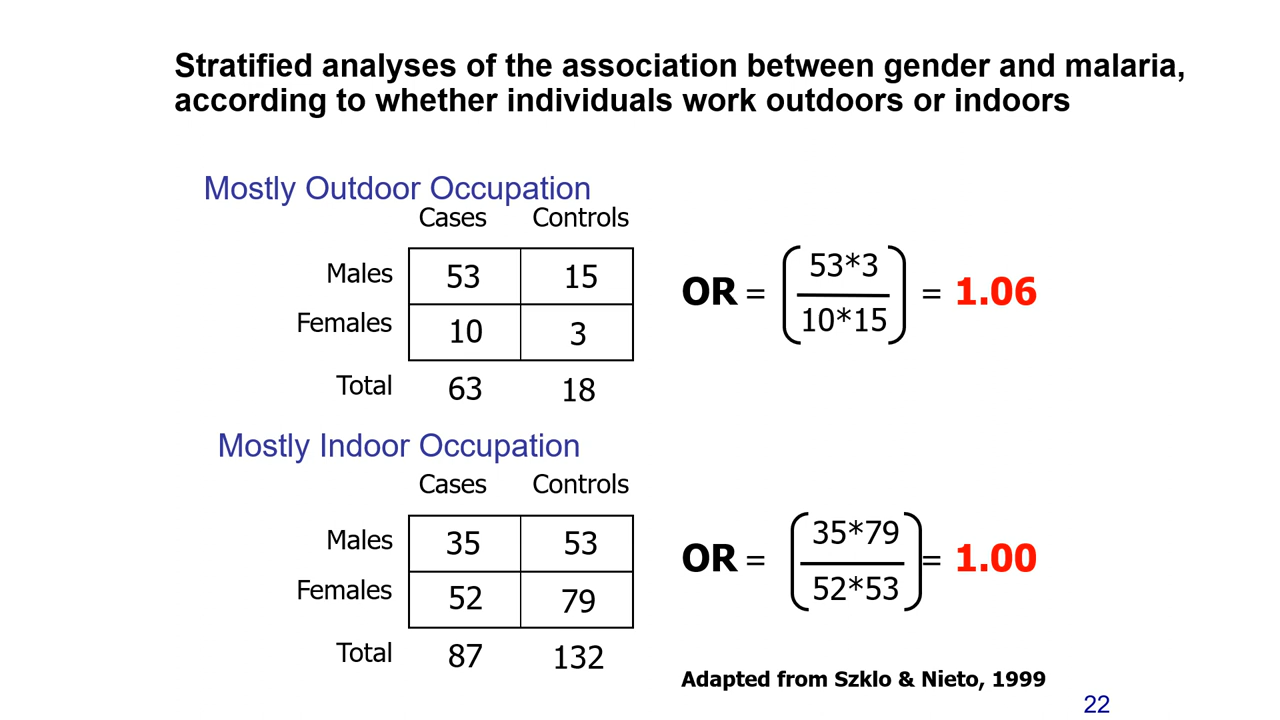 Stratified analyses of the association between gender and malaria,
according to whether individuals work outdoors or indoors
Mostly Outdoor Occupation
Cases Controls
Males 53 15
Females 10 3
Total 63 18
OR = (53*3 / 10*15) = 1.06
Mostly Indoor Occupation
Cases Controls
Males 35 53
Females 52 79
Total 87 132
OR = (35*79 / 52*53) = 1.00
Adapted from Szklo & Nieto, 1999
22